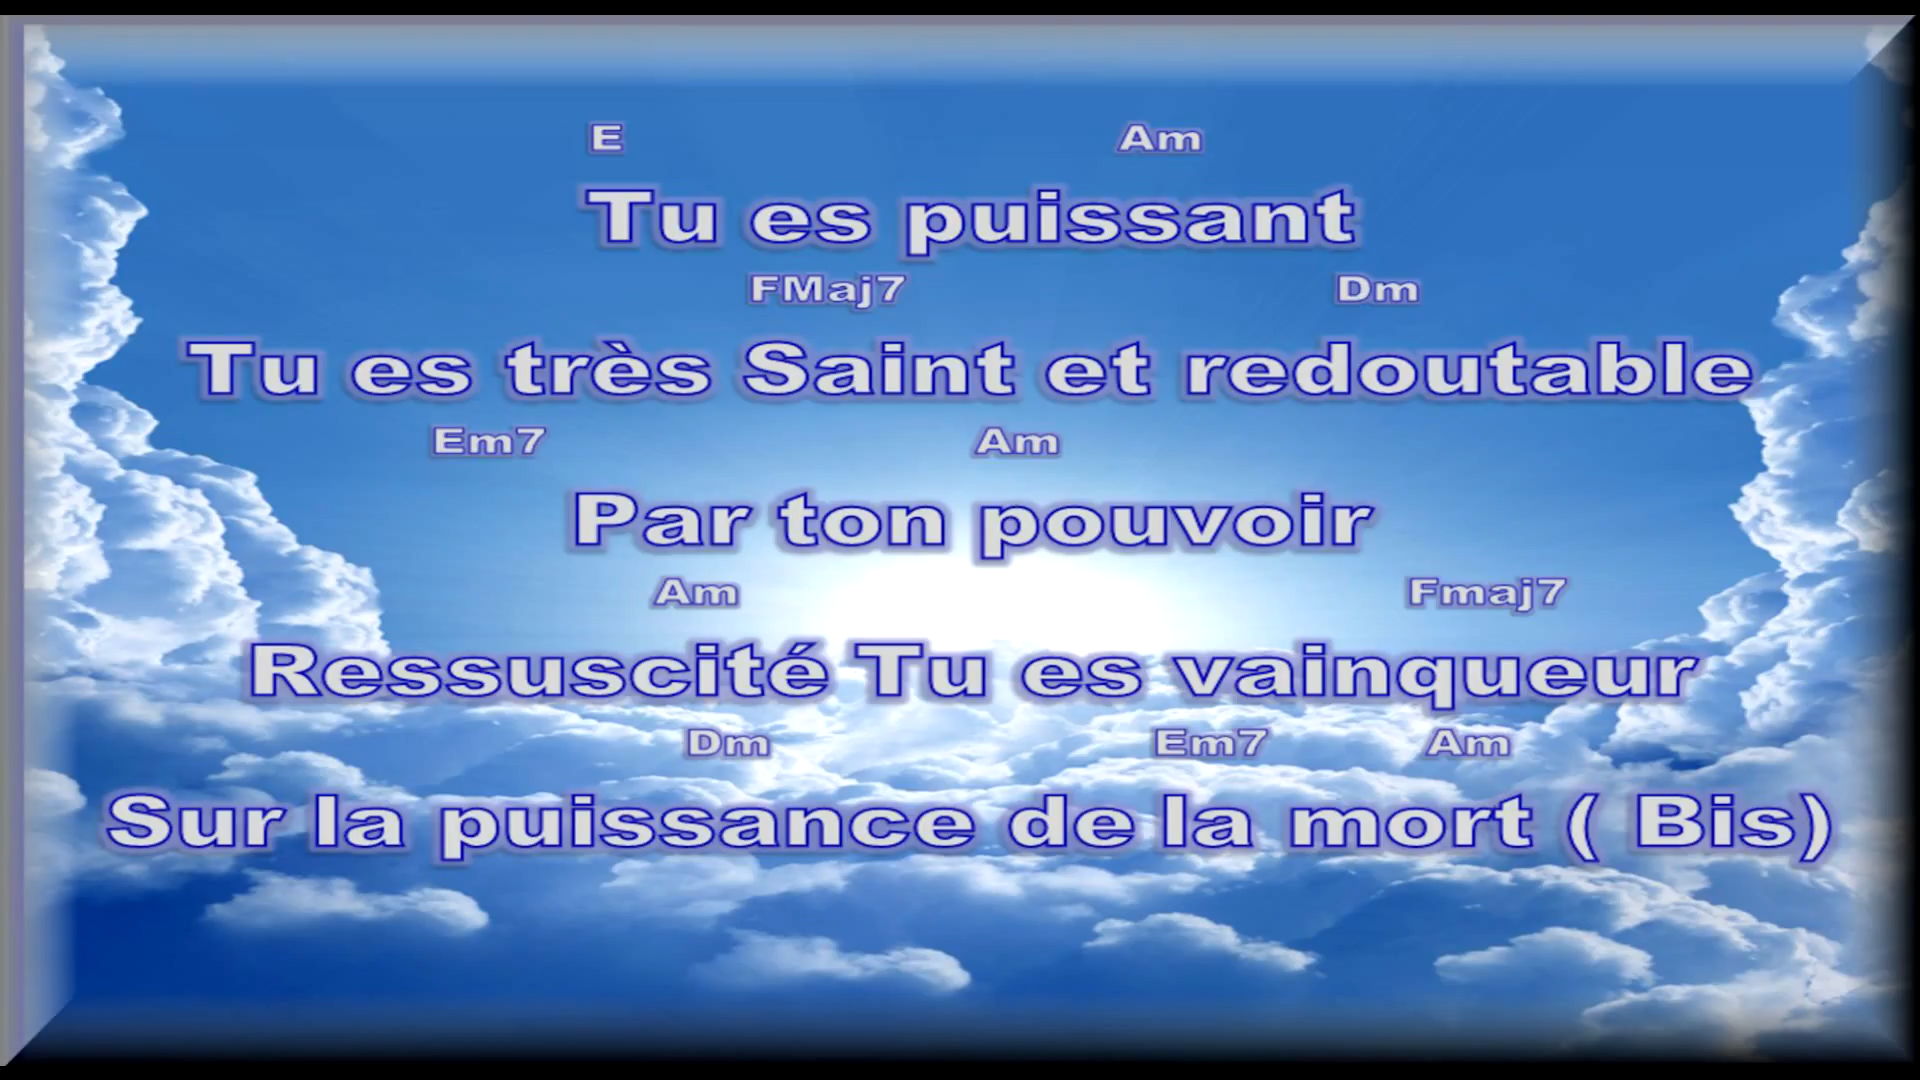 E Am
Tu es puissant
FMaj7 Dm
Tu es très Saint et redoutable
Em7 Am
Par ton pouvoir
Am Fmaj7
Ressuscité Tu es vainqueur
Dm Em7 Am
Sur la puissance de la mort ( Bis)